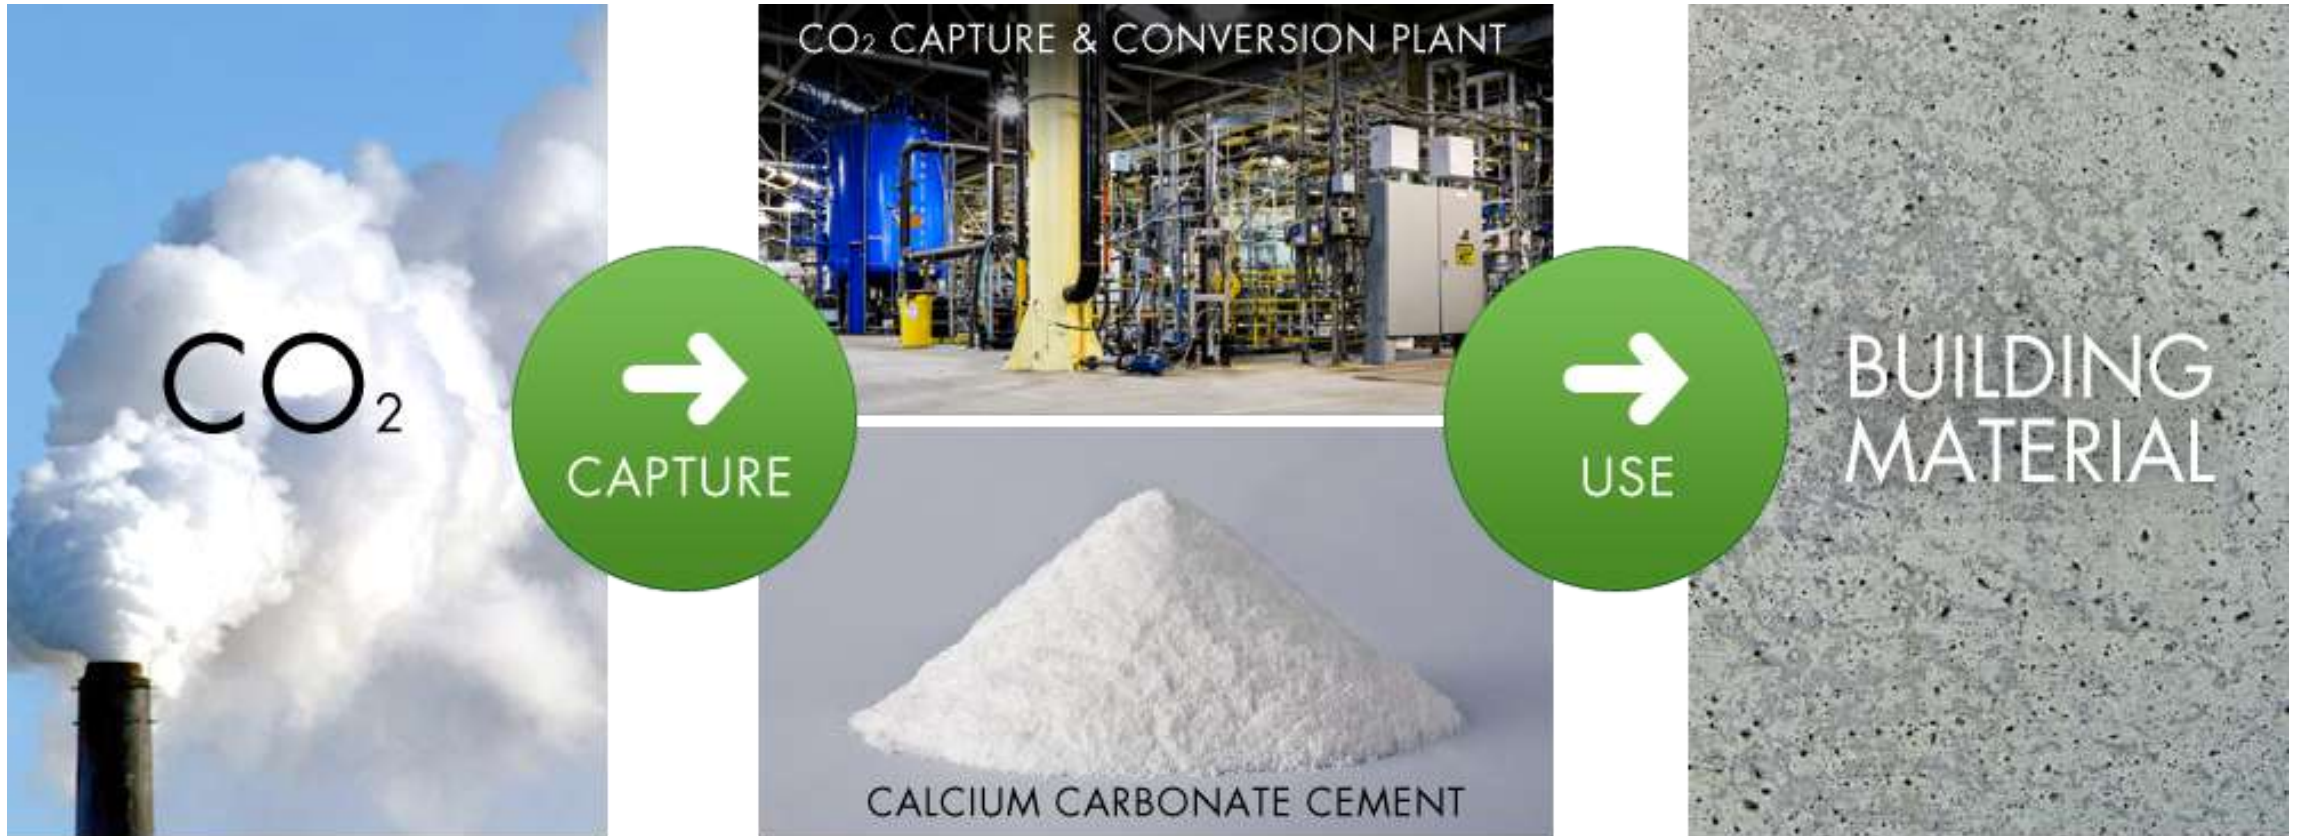 CO₂
CAPTURE
CO₂ CAPTURE & CONVERSION PLANT
CALCIUM CARBONATE CEMENT
USE
BUILDING
MATERIAL